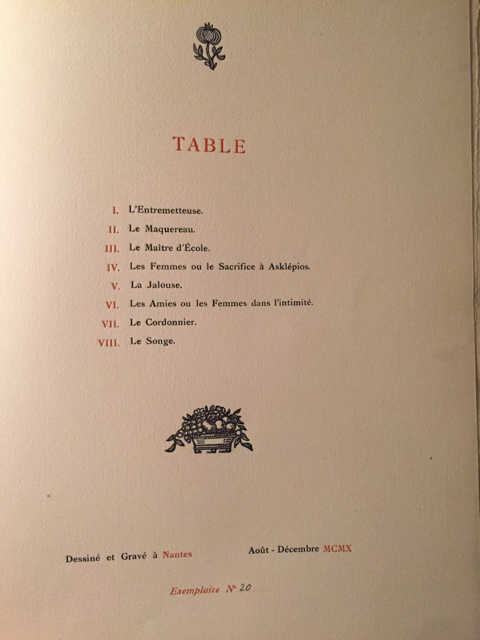 TABLE
I. L'Entremetteuse.
II. Le Maquereau.
III. Le Maître d'École.
IV. Les Femmes ou le Sacrifice à Asklépios.
V. La Jalouse.
VI. Les Amies ou les Femmes dans l'intimité.
VII. Le Cordonnier.
VIII. Le Songe.
Dessiné et Gravé à Nantes Août - Décembre MCMX
Exemplaire Nº 20